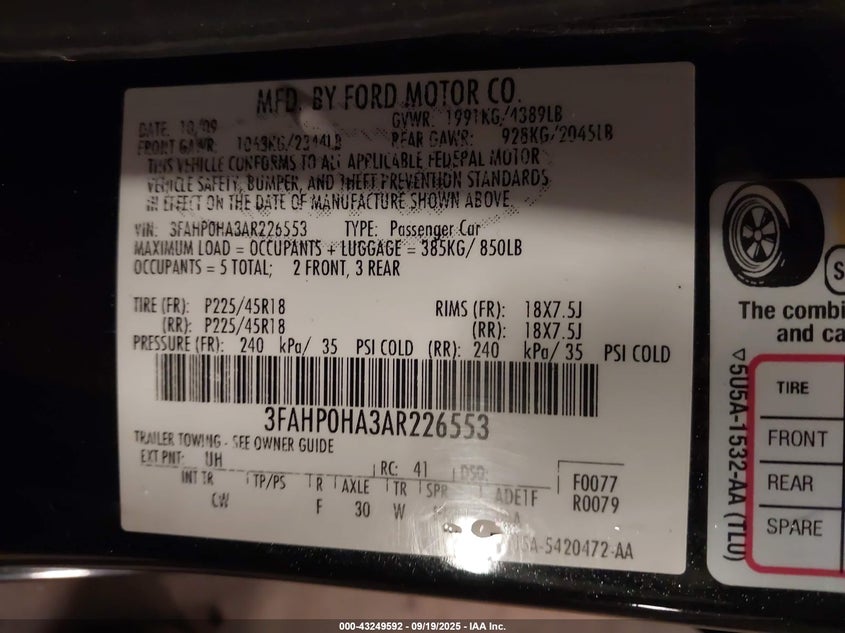 MFD. BY FORD MOTOR CO.
DATE: 10/09 GVWR: 1991KG/4389LB
FRONT GAWR: 1063KG/2344LB REAR GAWR: 928KG/2045LB
THIS VEHICLE CONFORMS TO ALL APPLICABLE FEDERAL MOTOR
VEHICLE SAFETY, BUMPER, AND THEFT PREVENTION STANDARDS
IN EFFECT ON THE DATE OF MANUFACTURE SHOWN ABOVE.
VIN: 3FAHP0HA3AR226553 TYPE: Passenger Car
MAXIMUM LOAD = OCCUPANTS + LUGGAGE = 385KG/ 850LB
OCCUPANTS = 5 TOTAL; 2 FRONT, 3 REAR
TIRE (FR): P225/45R18 RIMS (FR): 18X7.5J
(RR): P225/45R18 (RR): 18X7.5J
PRESSURE (FR): 240 kPa/ 35 PSI COLD (RR): 240 kPa/ 35 PSI COLD
3FAHP0HA3AR226553
TRAILER TOWING - SEE OWNER GUIDE
EXT PNT: UH RC: 41 DSO:
INT TR TP/PS R AXLE TR SPR ADE1F
CW F 30 W
F0077
R0079
5A-5420472-AA
The combi
and ca
▽5U5A-1532-AA (TLU)
TIRE
FRONT
REAR
SPARE
000-43249592 - 09/19/2025 - IAA Inc.